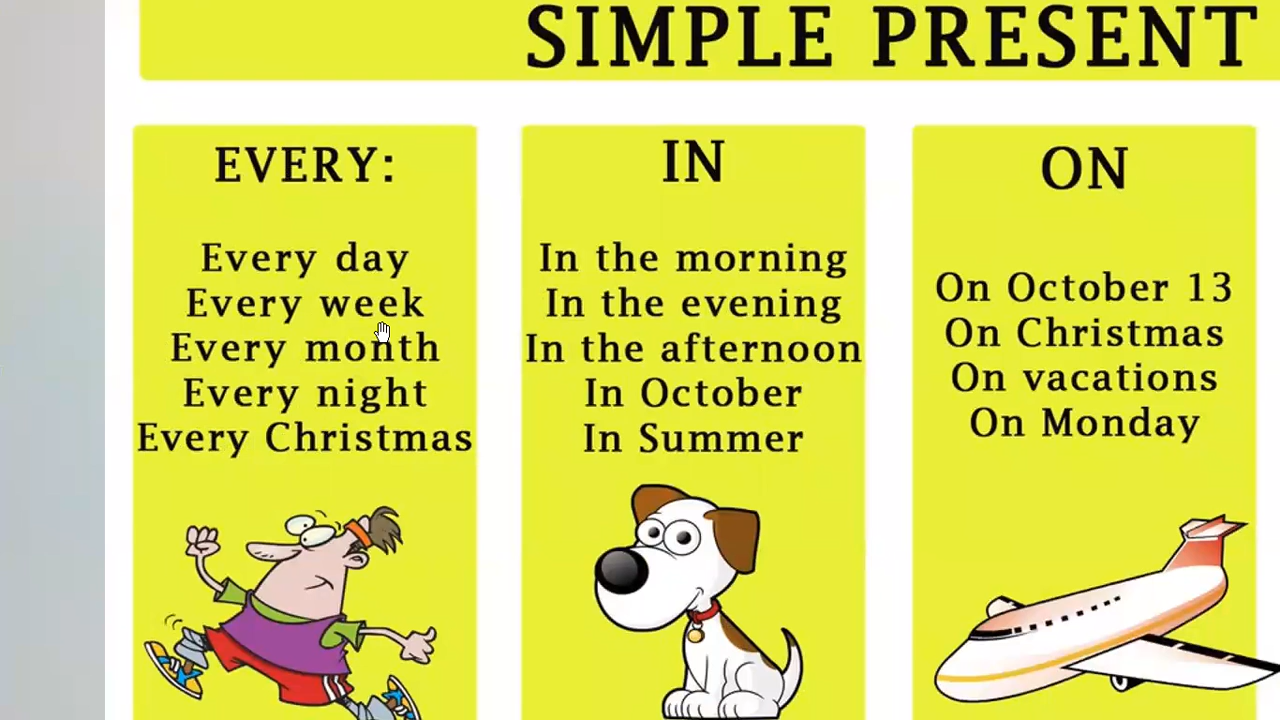 SIMPLE PRESENT
EVERY:
Every day
Every week
Every month
Every night
Every Christmas
IN
In the morning
In the evening
In the afternoon
In October
In Summer
ON
On October 13
On Christmas
On vacations
On Monday